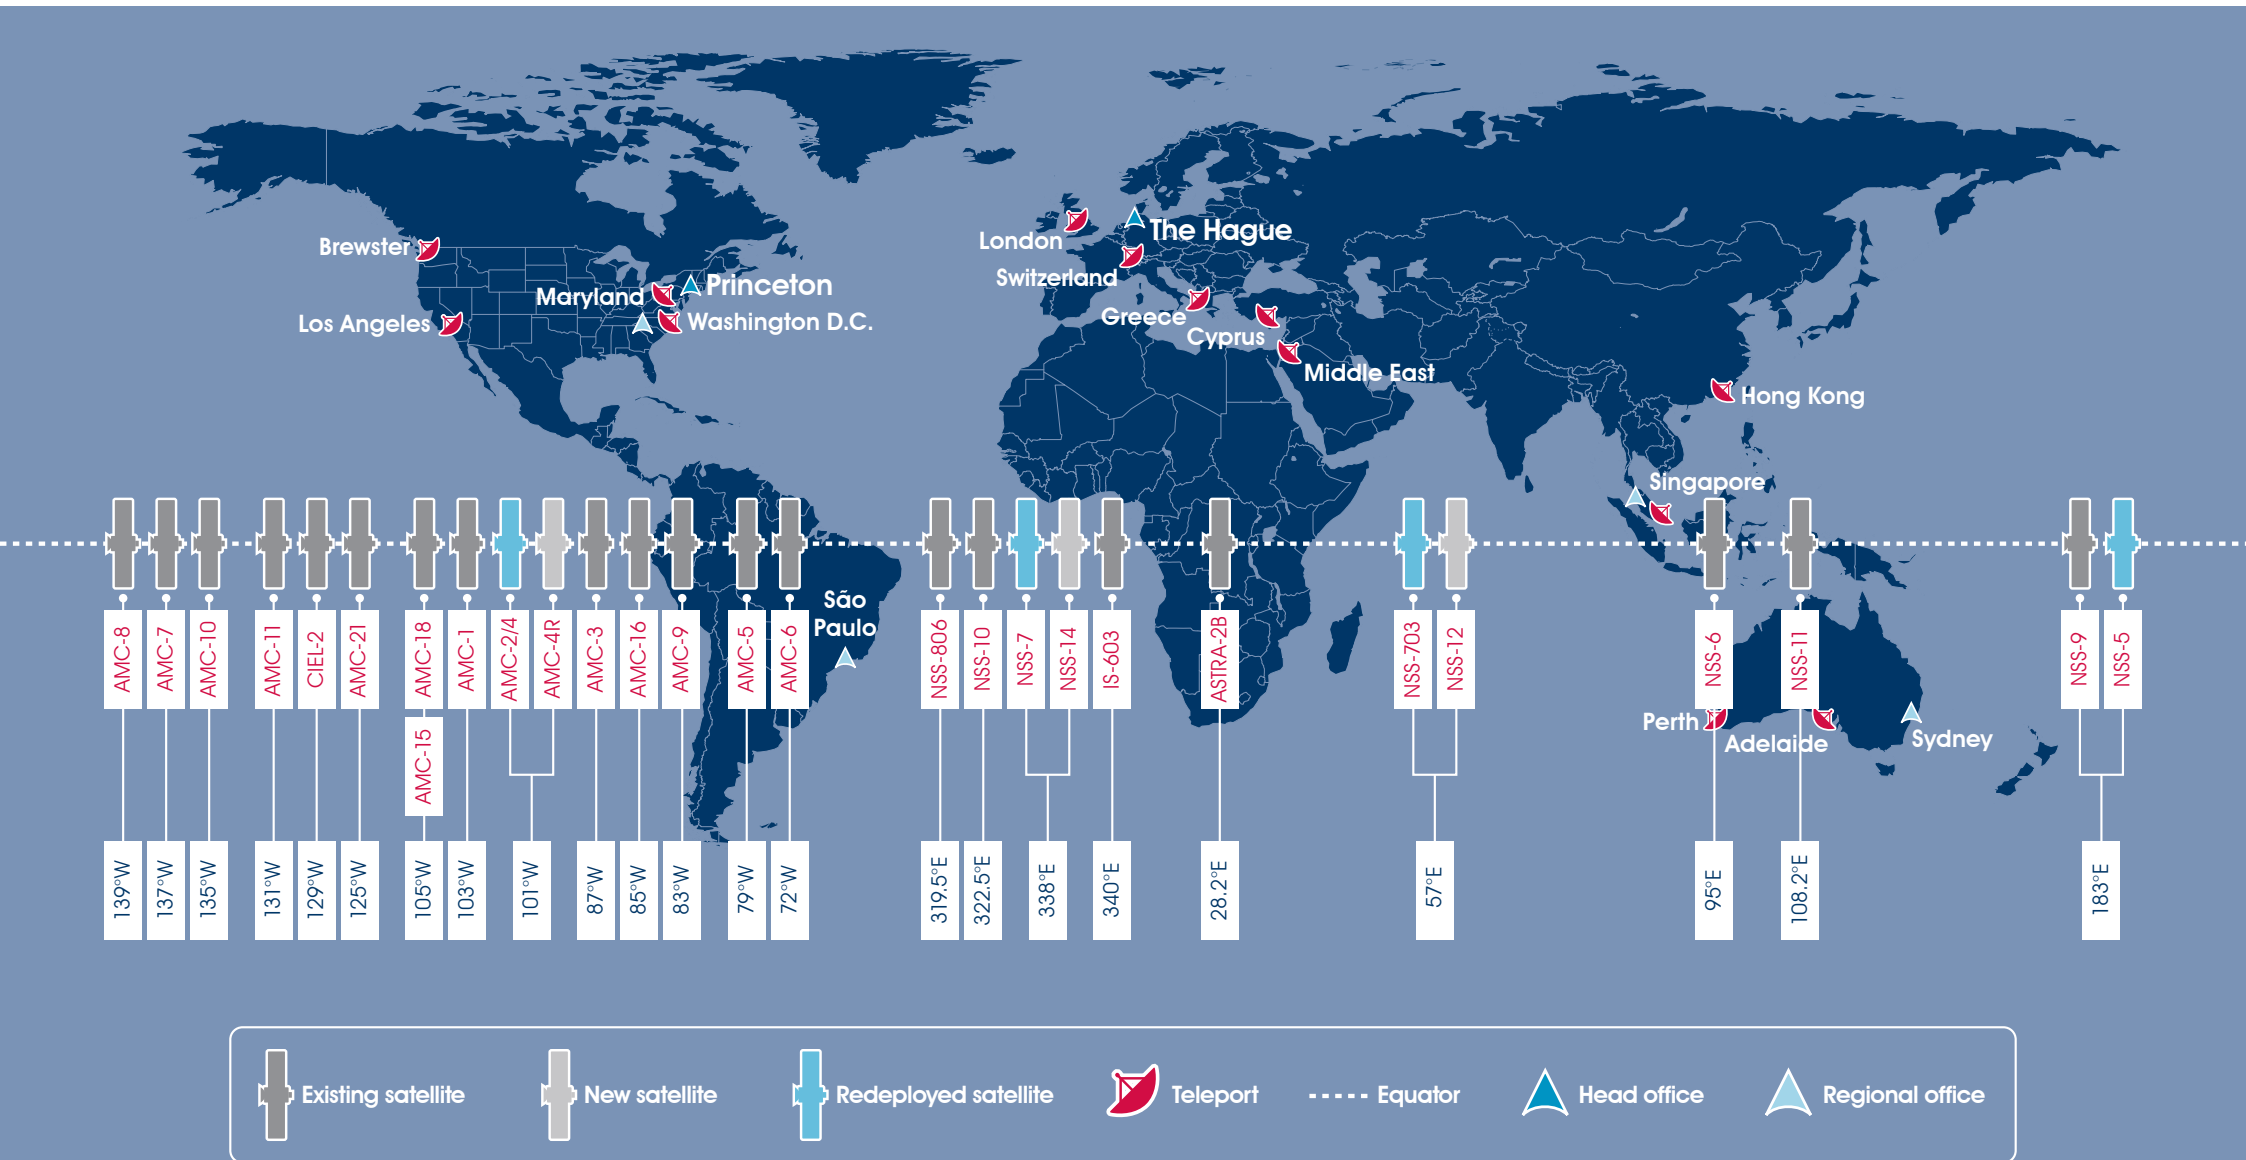 The Hague
London
Brewster
Switzerland
Princeton
Maryland
Greece
Los Angeles
Washington D.C.
Cyprus
Middle East
Hong Kong
Singapore
São
Paulo
AMC-8
AMC-7
AMC-10
AMC-11
CIEL-2
AMC-21
AMC-18
AMC-1
AMC-2/4
AMC-4R
AMC-3
AMC-16
AMC-9
AMC-5
AMC-6
NSS-806
NSS-10
NSS-7
NSS-14
IS-603
ASTRA-2B
NSS-703
NSS-12
NSS-6
NSS-11
NSS-9
NSS-5
AMC-15
Perth
Adelaide
Sydney
139°W
137°W
135°W
131°W
129°W
125°W
105°W
103°W
101°W
87°W
85°W
83°W
79°W
72°W
319.5°E
322.5°E
338°E
340°E
28.2°E
57°E
95°E
108.2°E
183°E
Existing satellite
New satellite
Redeployed satellite
Teleport
Equator
Head office
Regional office